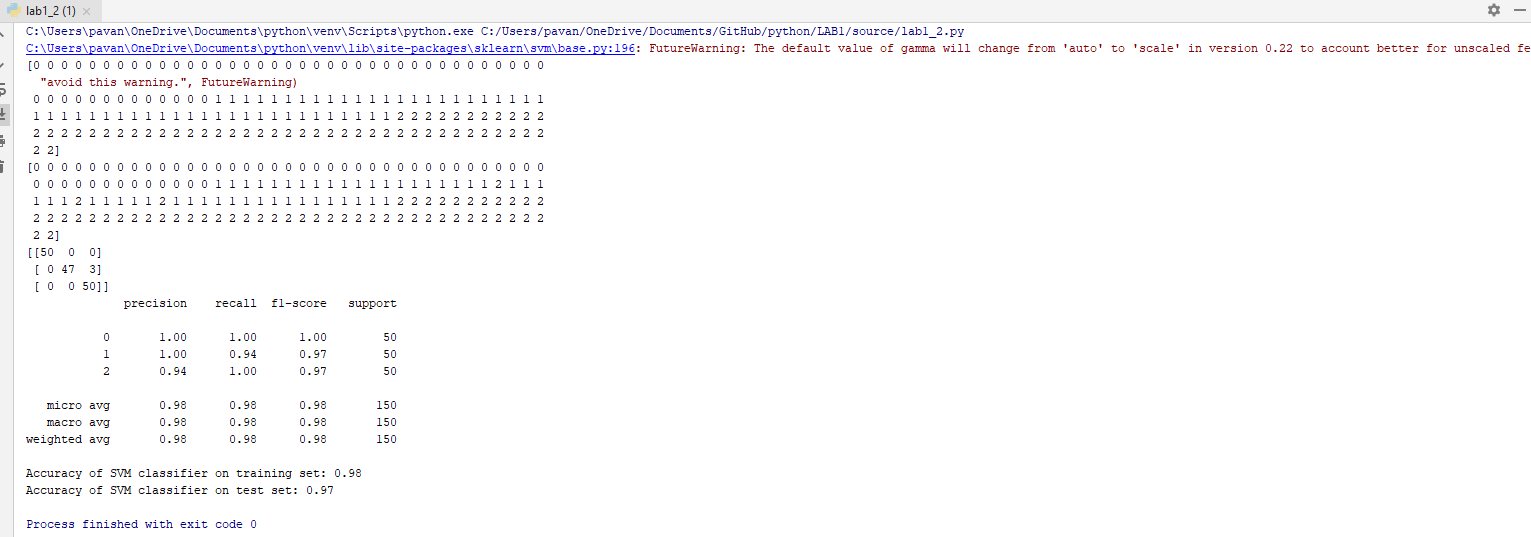 lab1_2 (1)
C:\Users\pavan\OneDrive\Documents\python\venv\Scripts\python.exe C:/Users/pavan/OneDrive/Documents/GitHub/python/LAB1/source/lab1_2.py
C:\Users\pavan\OneDrive\Documents\python\venv\lib\site-packages\sklearn\svm\base.py:196: FutureWarning: The default value of gamma will change from 'auto' to 'scale' in version 0.22 to account better for unscaled fe
[0 0 0 0 0 0 0 0 0 0 0 0 0 0 0 0 0 0 0 0 0 0 0 0 0 0 0 0 0 0 0 0 0 0 0 0 0
"avoid this warning.", FutureWarning)
0 0 0 0 0 0 0 0 0 0 0 0 0 1 1 1 1 1 1 1 1 1 1 1 1 1 1 1 1 1 1 1 1 1 1 1 1
1 1 1 1 1 1 1 1 1 1 1 1 1 1 1 1 1 1 1 1 1 1 1 1 1 1 2 2 2 2 2 2 2 2 2 2 2
2 2 2 2 2 2 2 2 2 2 2 2 2 2 2 2 2 2 2 2 2 2 2 2 2 2 2 2 2 2 2 2 2 2 2 2 2
2 2]
[0 0 0 0 0 0 0 0 0 0 0 0 0 0 0 0 0 0 0 0 0 0 0 0 0 0 0 0 0 0 0 0 0 0 0 0 0
0 0 0 0 0 0 0 0 0 0 0 0 0 1 1 1 1 1 1 1 1 1 1 1 1 1 1 1 1 1 1 1 1 2 1 1 1
1 1 1 2 1 1 1 1 1 2 1 1 1 1 1 1 1 1 1 1 1 1 1 1 1 1 2 2 2 2 2 2 2 2 2 2 2
2 2 2 2 2 2 2 2 2 2 2 2 2 2 2 2 2 2 2 2 2 2 2 2 2 2 2 2 2 2 2 2 2 2 2 2 2
2 2]
[[50 0 0]
[ 0 47 3]
[ 0 0 50]]
precision recall f1-score support
0 1.00 1.00 1.00 50
1 1.00 0.94 0.97 50
2 0.94 1.00 0.97 50
micro avg 0.98 0.98 0.98 150
macro avg 0.98 0.98 0.98 150
weighted avg 0.98 0.98 0.98 150
Accuracy of SVM classifier on training set: 0.98
Accuracy of SVM classifier on test set: 0.97
Process finished with exit code 0